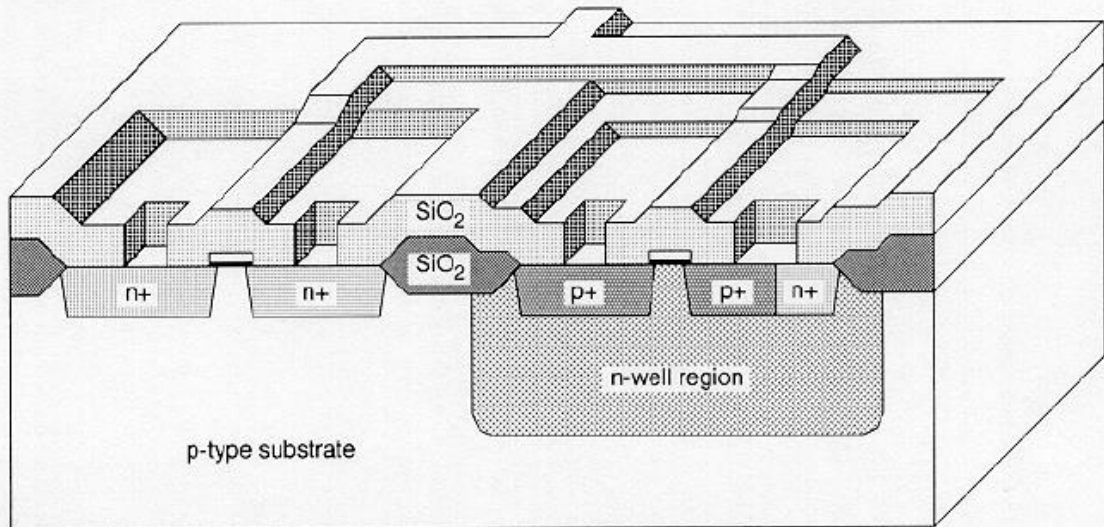 SiO₂
SiO₂
n+ n+ p+ p+ n+
n-well region
p-type substrate